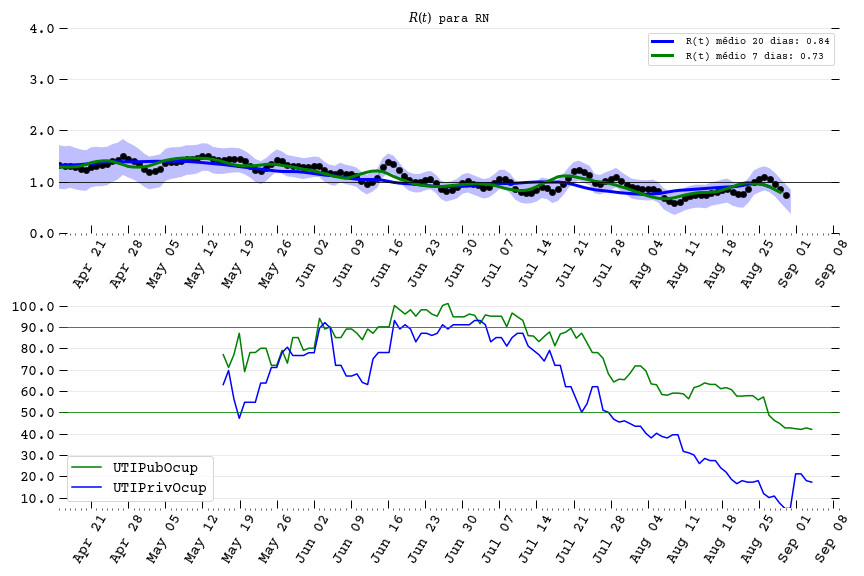 R(t) para RN
4.0
3.0
2.0
1.0
0.0
R(t) médio 20 dias: 0.84
R(t) médio 7 dias: 0.73
Apr 21 Apr 28 May 05 May 12 May 19 May 26 Jun 02 Jun 09 Jun 16 Jun 23 Jun 30 Jul 07 Jul 14 Jul 21 Jul 28 Aug 04 Aug 11 Aug 18 Aug 25 Sep 01 Sep 08
100.0
90.0
80.0
70.0
60.0
50.0
40.0
30.0
20.0
10.0
UTIPubOcup
UTIPrivOcup
Apr 21 Apr 28 May 05 May 12 May 19 May 26 Jun 02 Jun 09 Jun 16 Jun 23 Jun 30 Jul 07 Jul 14 Jul 21 Jul 28 Aug 04 Aug 11 Aug 18 Aug 25 Sep 01 Sep 08